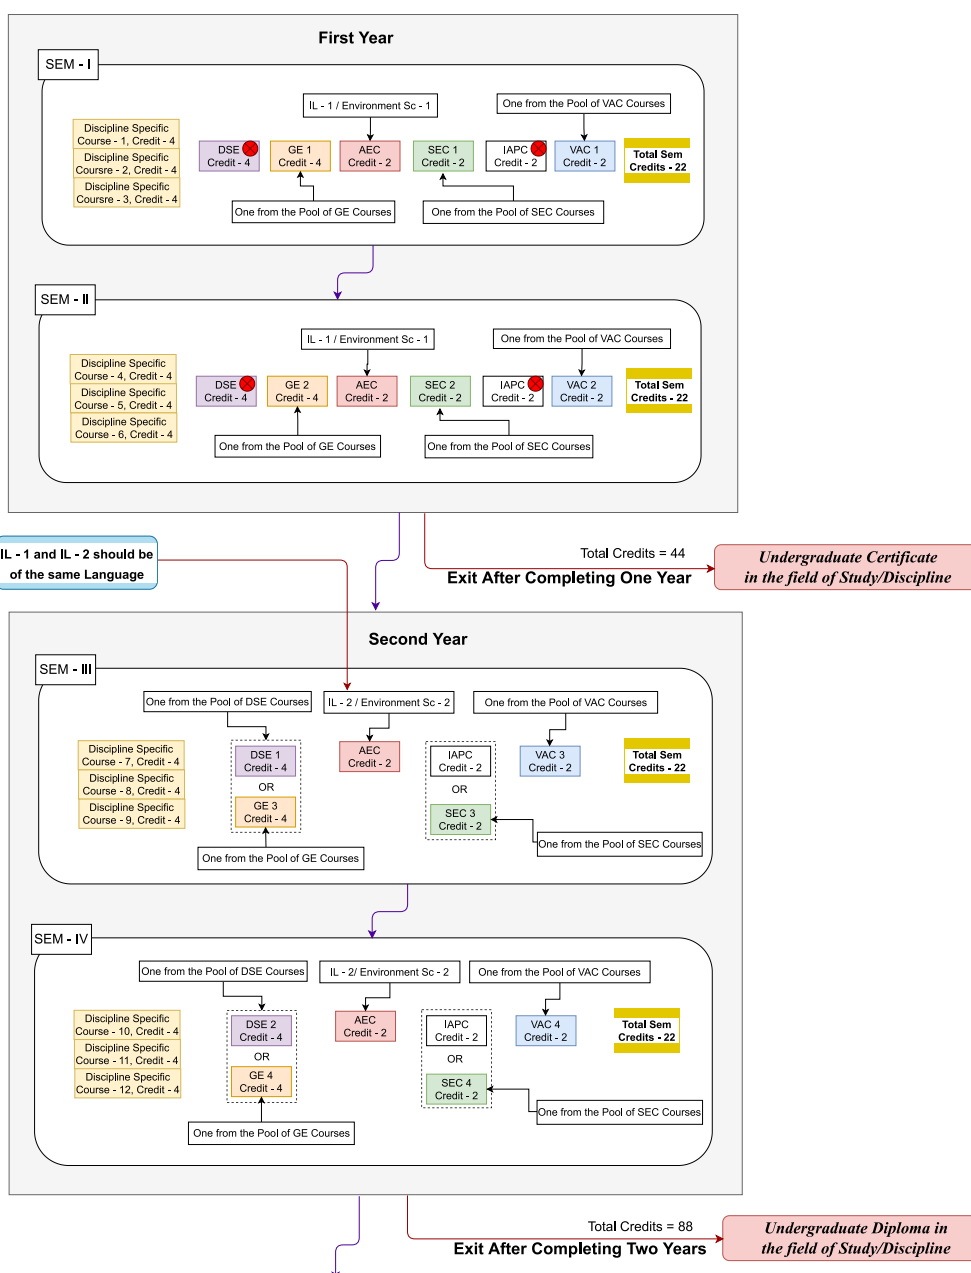 First Year
SEM - I
IL - 1 / Environment Sc - 1
One from the Pool of VAC Courses
Discipline Specific
Course - 1, Credit - 4
Discipline Specific
Coursre - 2, Credit - 4
Discipline Specific
Coursre - 3, Credit - 4
DSE
Credit - 4
GE 1
Credit - 4
AEC
Credit - 2
SEC 1
Credit - 2
IAPC
Credit - 2
VAC 1
Credit - 2
Total Sem
Credits - 22
One from the Pool of GE Courses
One from the Pool of SEC Courses
SEM - II
IL - 1 / Environment Sc - 1
One from the Pool of VAC Courses
Discipline Specific
Course - 4, Credit - 4
Discipline Specific
Course - 5, Credit - 4
Discipline Specific
Course - 6, Credit - 4
DSE
Credit - 4
GE 2
Credit - 4
AEC
Credit - 2
SEC 2
Credit - 2
IAPC
Credit - 2
VAC 2
Credit - 2
Total Sem
Credits - 22
One from the Pool of GE Courses
One from the Pool of SEC Courses
IL - 1 and IL - 2 should be
of the same Language
Total Credits = 44
Exit After Completing One Year
Undergraduate Certificate
in the field of Study/Discipline
Second Year
SEM - III
One from the Pool of DSE Courses
IL - 2 / Environment Sc - 2
One from the Pool of VAC Courses
Discipline Specific
Course - 7, Credit - 4
Discipline Specific
Course - 8, Credit - 4
Discipline Specific
Course - 9, Credit - 4
DSE 1
Credit - 4
OR
GE 3
Credit - 4
AEC
Credit - 2
IAPC
Credit - 2
OR
SEC 3
Credit - 2
VAC 3
Credit - 2
Total Sem
Credits - 22
One from the Pool of GE Courses
One from the Pool of SEC Courses
SEM - IV
One from the Pool of DSE Courses
IL - 2/ Environment Sc - 2
One from the Pool of VAC Courses
Discipline Specific
Course - 10, Credit - 4
Discipline Specific
Course - 11, Credit - 4
Discipline Specific
Course - 12, Credit - 4
DSE 2
Credit - 4
OR
GE 4
Credit - 4
AEC
Credit - 2
IAPC
Credit - 2
OR
SEC 4
Credit - 2
VAC 4
Credit - 2
Total Sem
Credits - 22
One from the Pool of GE Courses
One from the Pool of SEC Courses
Total Credits = 88
Exit After Completing Two Years
Undergraduate Diploma in
the field of Study/Discipline